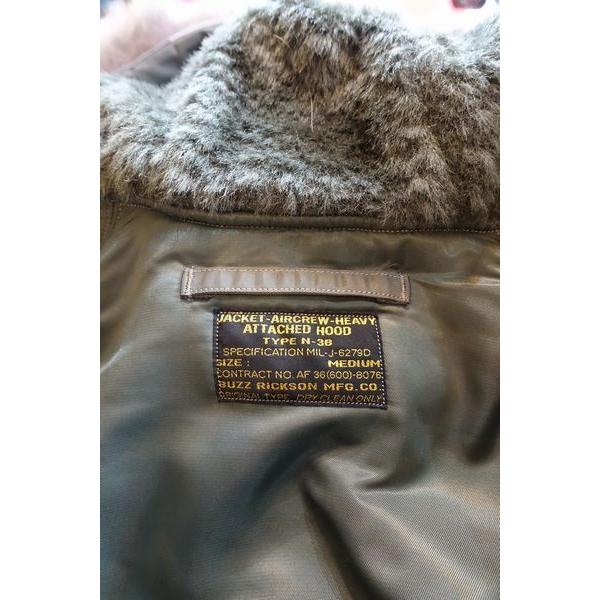 JACKET-AIRCREW-HEAVY
ATTACHED HOOD
TYPE N-3B
SPECIFICATION MIL-J-6279D
SIZE : MEDIUM
CONTRACT NO. AF 36(600)-8076
BUZZ RICKSON MFG.CO.
ORIGINAL TYPE DRY CLEAN ONLY